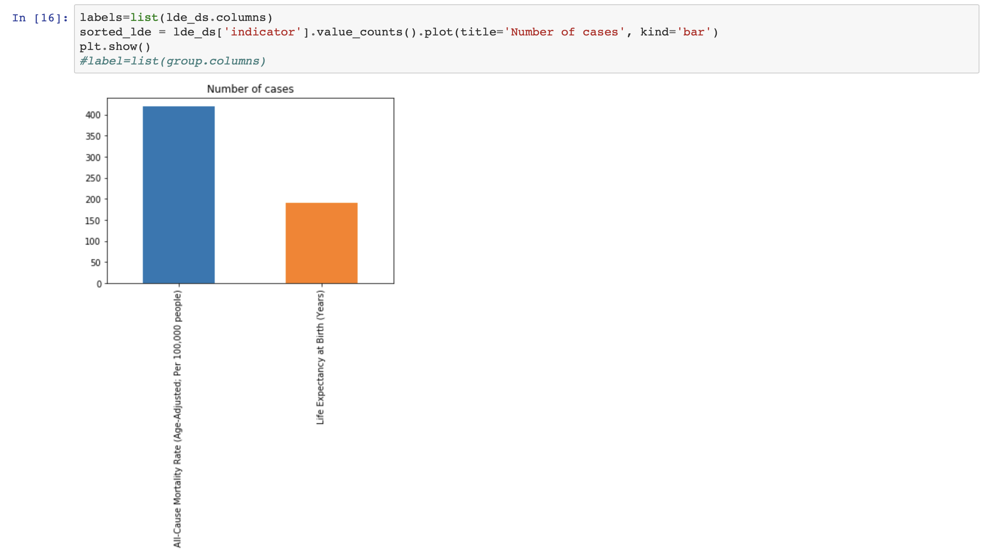 In [16]:
labels=list(lde_ds.columns)
sorted_lde = lde_ds['indicator'].value_counts().plot(title='Number of cases', kind='bar')
plt.show()
#label=list(group.columns)
Number of cases
400
350
300
250
200
150
100
50
0
All-Cause Mortality Rate (Age-Adjusted; Per 100,000 people)
Life Expectancy at Birth (Years)